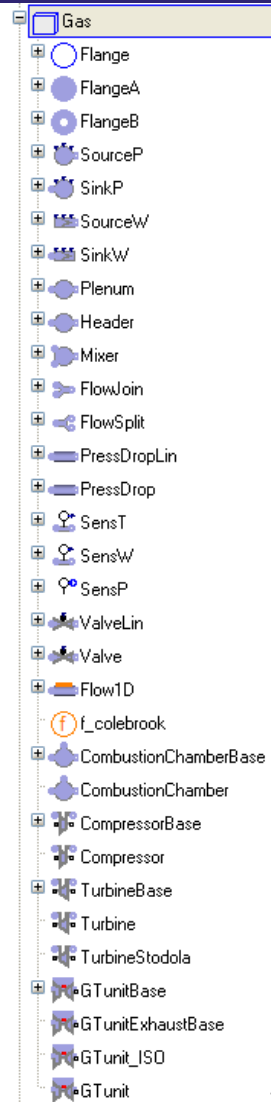 Gas
Flange
FlangeA
FlangeB
SourceP
SinkP
SourceW
SinkW
Plenum
Header
Mixer
FlowJoin
FlowSplit
PressDropLin
PressDrop
SensT
SensW
SensP
ValveLin
Valve
Flow1D
f_colebrook
CombustionChamberBase
CombustionChamber
CompressorBase
Compressor
TurbineBase
Turbine
TurbineStodola
GTunitBase
GTunitExhaustBase
GTunit_ISO
GTunit